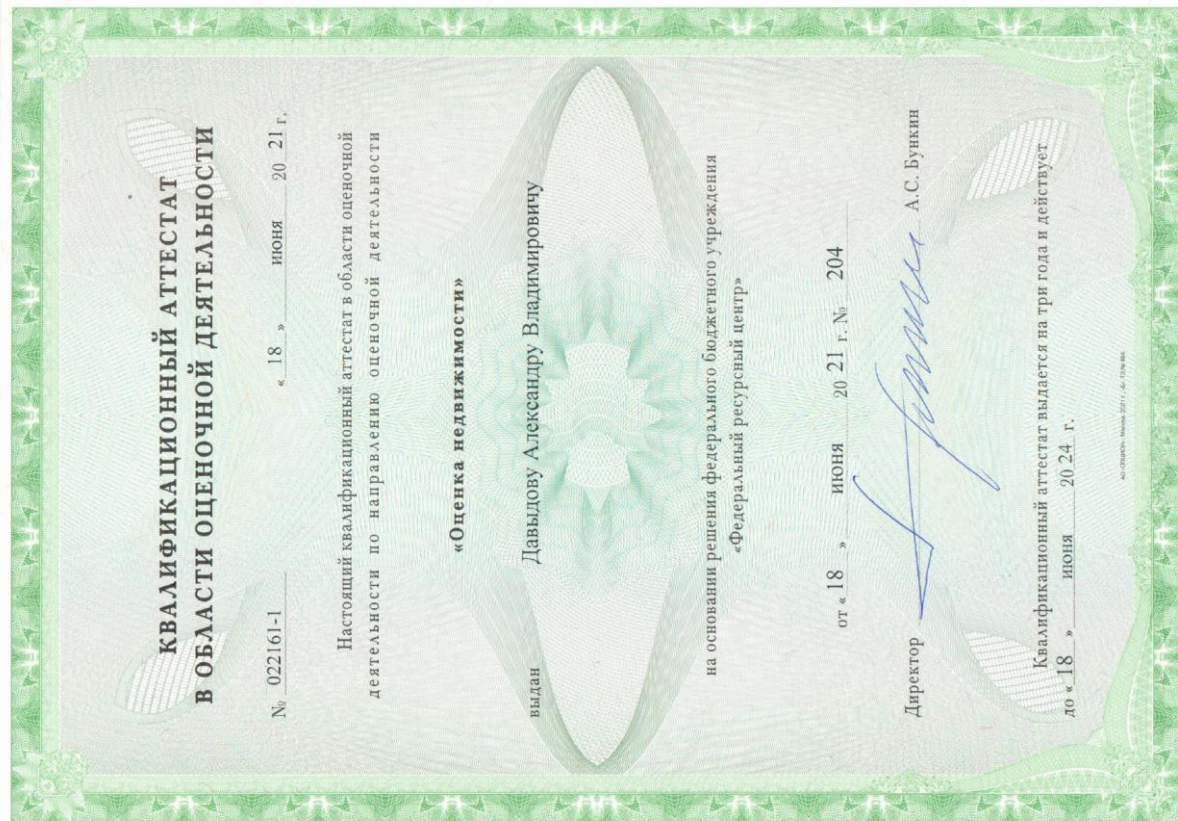 КВАЛИФИКАЦИОННЫЙ АТТЕСТАТ
В ОБЛАСТИ ОЦЕНОЧНОЙ ДЕЯТЕЛЬНОСТИ
№ 022161-1 « 18 » июня 20 21 г.
Настоящий квалификационный аттестат в области оценочной
деятельности по направлению оценочной деятельности
«Оценка недвижимости»
выдан Давыдову Александру Владимировичу
на основании решения федерального бюджетного учреждения
«Федеральный ресурсный центр»
от « 18 » июня 20 21 г. № 204
Директор А.С. Бункин
Квалификационный аттестат выдается на три года и действует
до « 18 » июня 20 24 г.